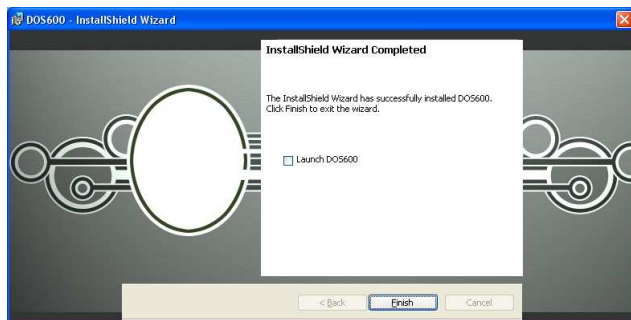 DOS600 - InstallShield Wizard
InstallShield Wizard Completed
The InstallShield Wizard has successfully installed DOS600.
Click Finish to exit the wizard.
Launch DOS600
< Back
Finish
Cancel